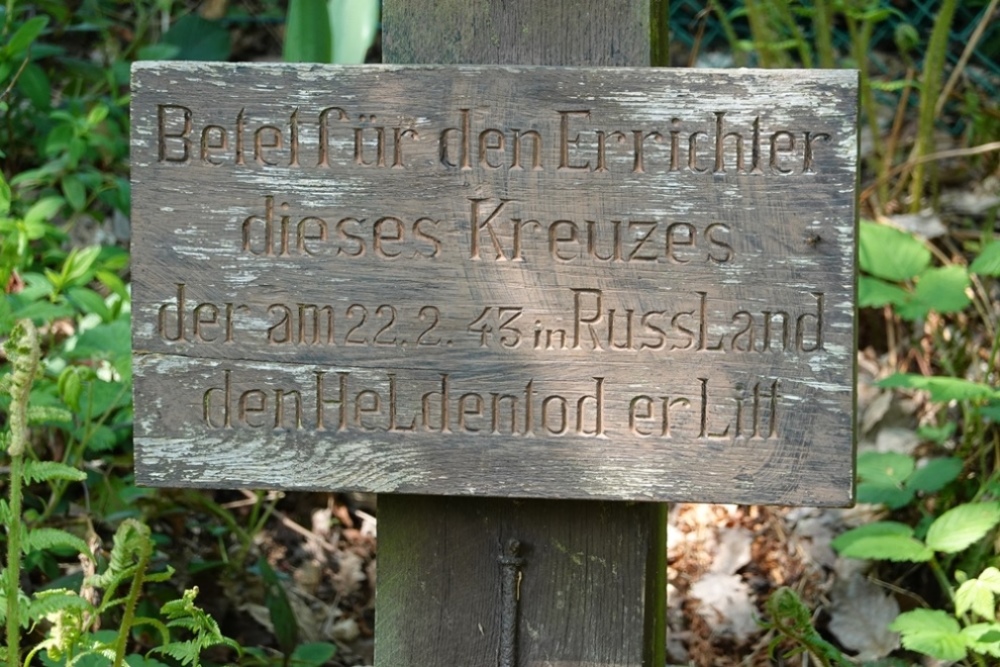 Betet für den Errichter
dieses Kreuzes
der am 22. 2. 43 in RussLand
den HeLdentod erLitt